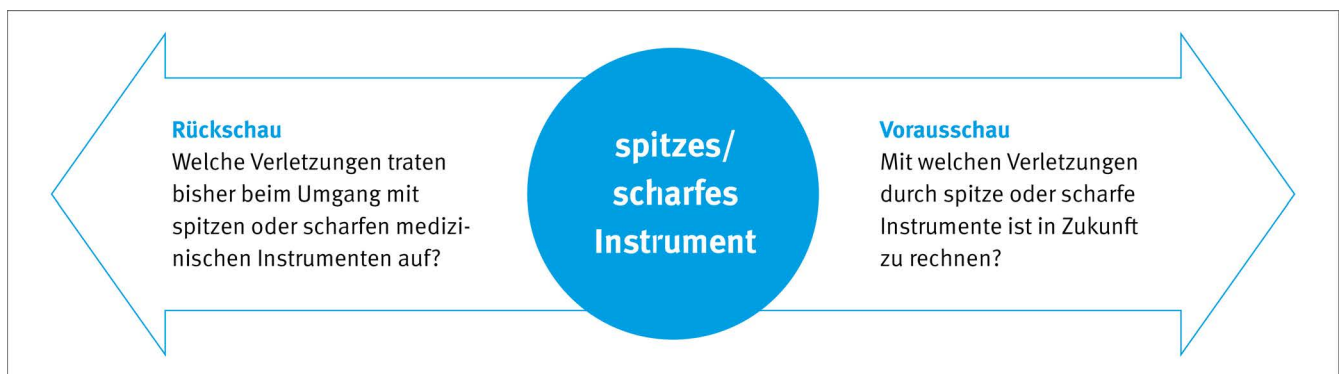 Rückschau
Welche Verletzungen traten
bisher beim Umgang mit
spitzen oder scharfen medizi-
nischen Instrumenten auf?
spitzes/
scharfes
Instrument
Vorausschau
Mit welchen Verletzungen
durch spitze oder scharfe
Instrumente ist in Zukunft
zu rechnen?